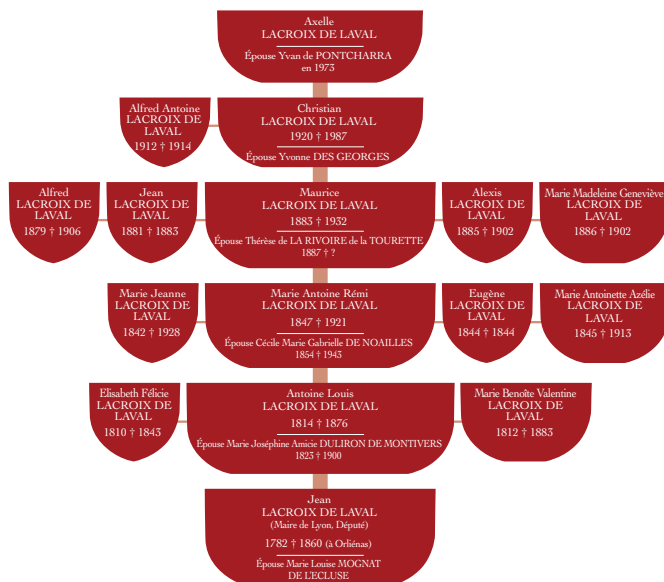 Axelle
LACROIX DE LAVAL
Épouse Yvan de PONTCHARRA
en 1973
Alfred Antoine
LACROIX DE
LAVAL
1912 † 1914
Christian
LACROIX DE LAVAL
1920 † 1987
Épouse Yvonne DES GEORGES
Alfred
LACROIX DE
LAVAL
1879 † 1906
Jean
LACROIX DE
LAVAL
1881 † 1883
Maurice
LACROIX DE LAVAL
1883 † 1932
Épouse Thérèse de LA RIVOIRE de la TOURETTE
1887 † ?
Alexis
LACROIX DE
LAVAL
1885 † 1902
Marie Madeleine Geneviève
LACROIX DE
LAVAL
1886 † 1902
Marie Jeanne
LACROIX DE
LAVAL
1842 † 1928
Marie Antoine Rémi
LACROIX DE LAVAL
1847 † 1921
Épouse Cécile Marie Gabrielle DE NOAILLES
1854 † 1943
Eugène
LACROIX DE
LAVAL
1844 † 1844
Marie Antoinette Azélie
LACROIX DE
LAVAL
1845 † 1913
Elisabeth Félicie
LACROIX DE
LAVAL
1810 † 1843
Antoine Louis
LACROIX DE LAVAL
1814 † 1876
Épouse Marie Joséphine Amicie DULIRON DE MONTIVERS
1823 † 1900
Marie Benoîte Valentine
LACROIX DE
LAVAL
1812 † 1883
Jean
LACROIX DE LAVAL
(Maire de Lyon, Député)
1782 † 1860 (à Orliénas)
Épouse Marie Louise MOGNAT
DE L'ECLUSE